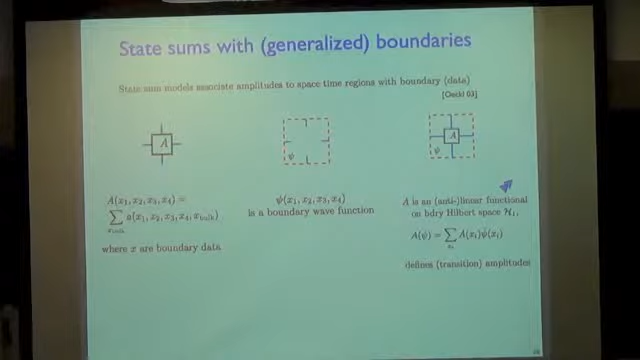 State sums with (generalized) boundaries
State sum models associate amplitudes to space time regions with boundary (data)
[Oeckl 03]
A
ψ
A
ψ
A(x₁, x₂, x₃, x₄) =
∑ a(x₁, x₂, x₃, x₄, x_bulk)
x_bulk
where x are boundary data
ψ(x₁, x₂, x₃, x₄)
is a boundary wave function
A is an (anti-)linear functional
on bdry Hilbert space
A(ψ) = ∑ A(xᵢ)ψ(xᵢ)
xᵢ
defines (transition) amplitudes